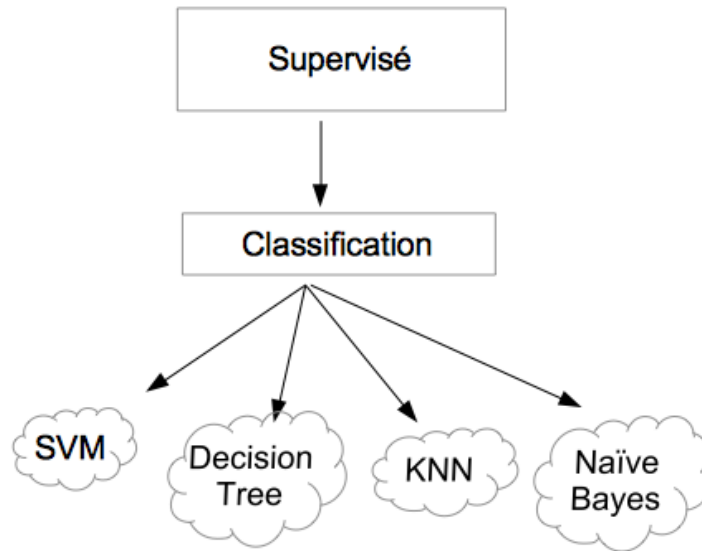 Supervisé
Classification
SVM
Decision
Tree
KNN
Naïve
Bayes